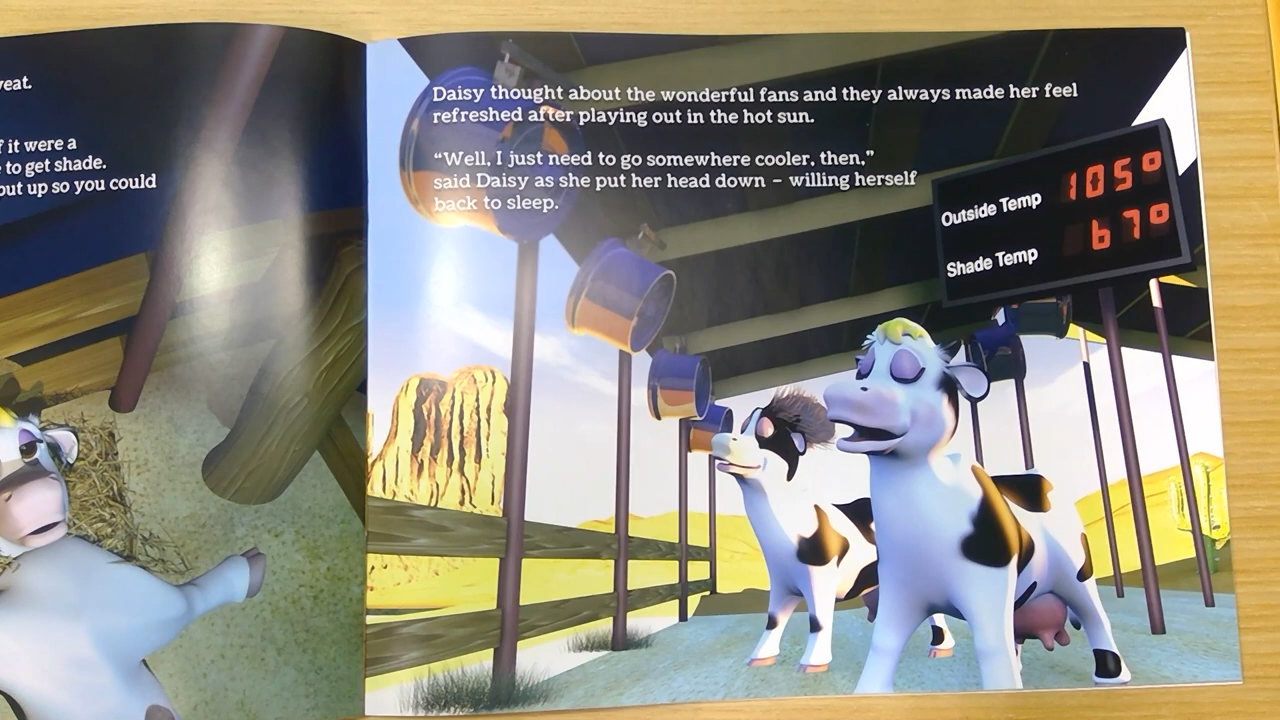 eat.
f it were a
to get shade.
out up so you could
Daisy thought about the wonderful fans and they always made her feel
refreshed after playing out in the hot sun.
“Well, I just need to go somewhere cooler, then,”
said Daisy as she put her head down – willing herself
back to sleep.
Outside Temp 105°
Shade Temp 67°